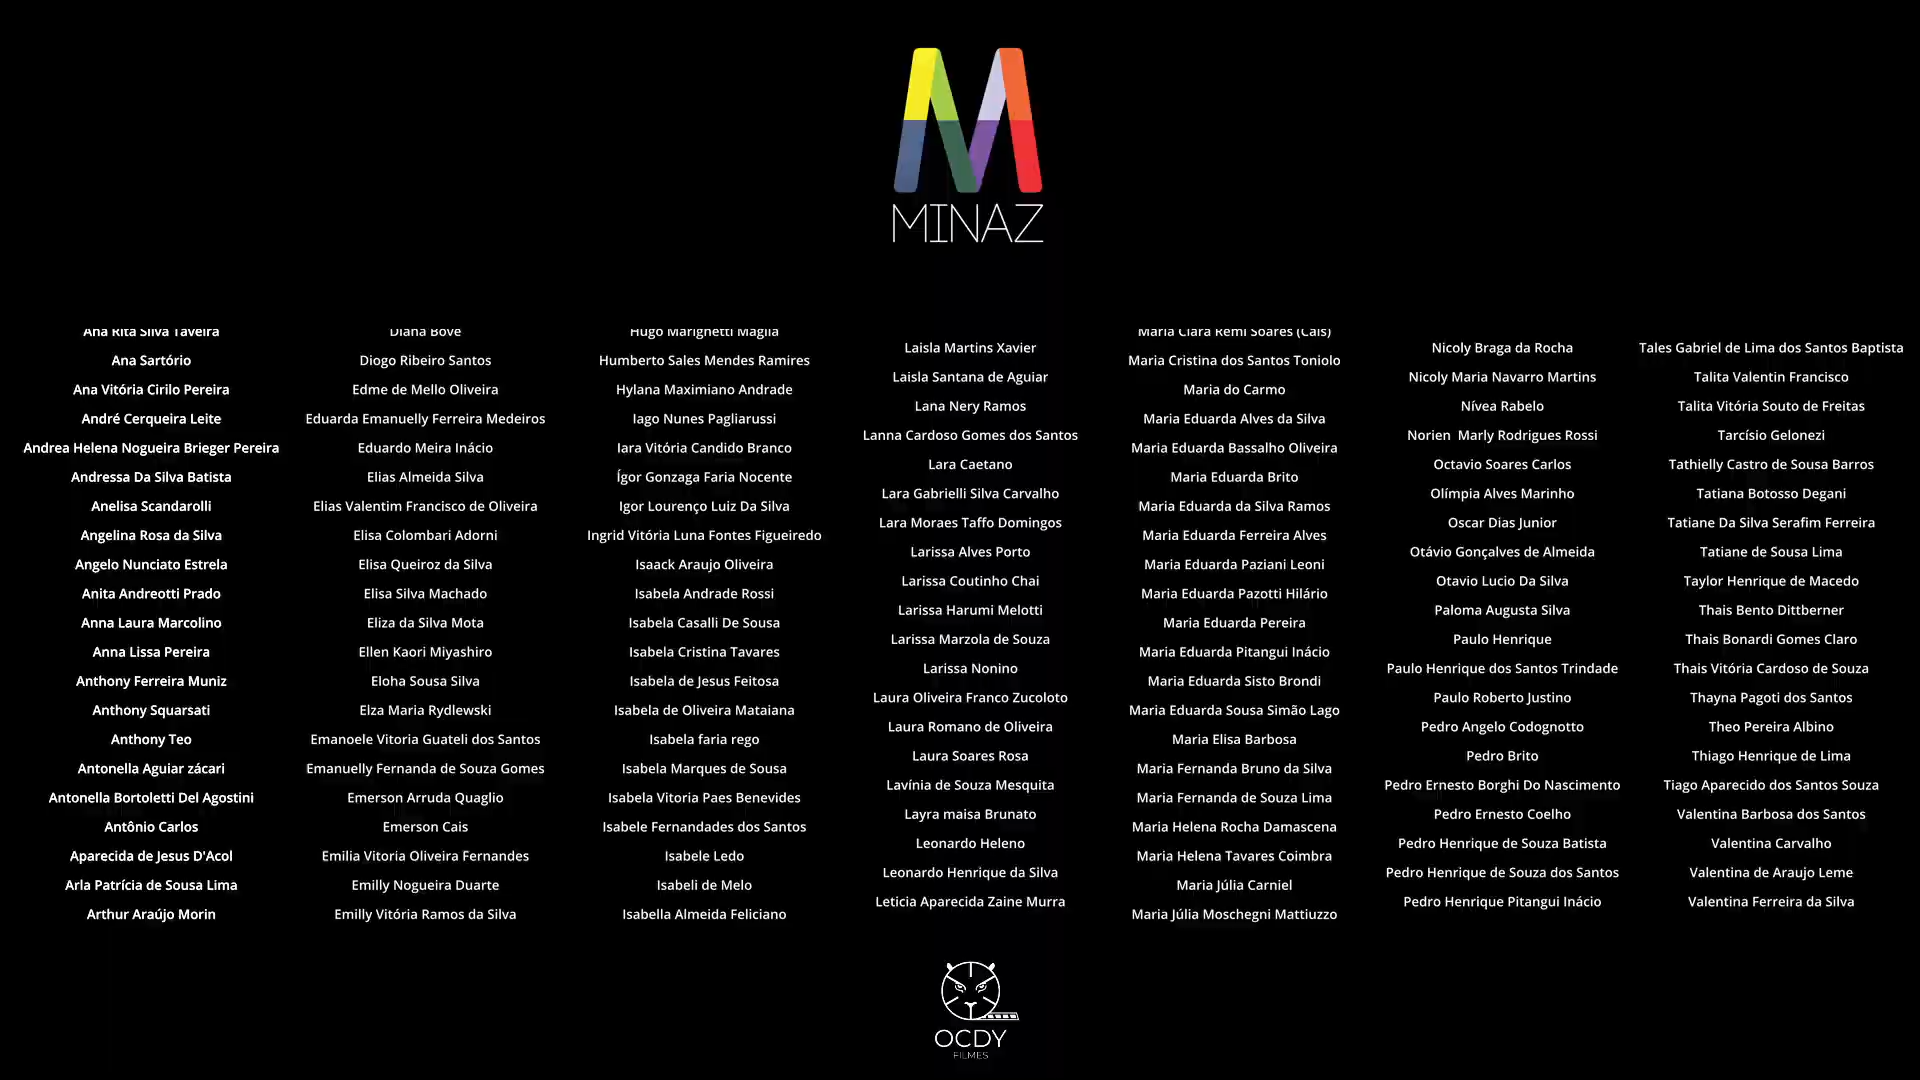 MINAZ
Ana Rita Silva Taveira
Ana Sartório
Ana Vitória Cirilo Pereira
André Cerqueira Leite
Andrea Helena Nogueira Brieger Pereira
Andressa Da Silva Batista
Anelisa Scandarolli
Angelina Rosa da Silva
Angelo Nunciato Estrela
Anita Andreotti Prado
Anna Laura Marcolino
Anna Lissa Pereira
Anthony Ferreira Muniz
Anthony Squarsati
Anthony Teo
Antonella Aguiar zácari
Antonella Bortoletti Del Agostini
Antônio Carlos
Aparecida de Jesus D'Acol
Arla Patrícia de Sousa Lima
Arthur Araújo Morin
Diana Bove
Diogo Ribeiro Santos
Edme de Mello Oliveira
Eduarda Emanuelly Ferreira Medeiros
Eduardo Meira Inácio
Elias Almeida Silva
Elias Valentim Francisco de Oliveira
Elisa Colombari Adorni
Elisa Queiroz da Silva
Elisa Silva Machado
Eliza da Silva Mota
Ellen Kaori Miyashiro
Eloha Sousa Silva
Elza Maria Rydlewski
Emanoele Vitoria Guateli dos Santos
Emanuelly Fernanda de Souza Gomes
Emerson Arruda Quaglio
Emerson Cais
Emilia Vitoria Oliveira Fernandes
Emilly Nogueira Duarte
Emilly Vitória Ramos da Silva
Hugo Marighetti Maglia
Humberto Sales Mendes Ramires
Hylana Maximiano Andrade
Iago Nunes Pagliarussi
Iara Vitória Candido Branco
Ígor Gonzaga Faria Nocente
Igor Lourenço Luiz Da Silva
Ingrid Vitória Luna Fontes Figueiredo
Isaack Araujo Oliveira
Isabela Andrade Rossi
Isabela Casalli De Sousa
Isabela Cristina Tavares
Isabela de Jesus Feitosa
Isabela de Oliveira Mataiana
Isabela faria rego
Isabela Marques de Sousa
Isabela Vitoria Paes Benevides
Isabele Fernandades dos Santos
Isabele Ledo
Isabeli de Melo
Isabella Almeida Feliciano
Laisla Martins Xavier
Laisla Santana de Aguiar
Lana Nery Ramos
Lanna Cardoso Gomes dos Santos
Lara Caetano
Lara Gabrielli Silva Carvalho
Lara Moraes Taffo Domingos
Larissa Alves Porto
Larissa Coutinho Chai
Larissa Harumi Melotti
Larissa Marzola de Souza
Larissa Nonino
Laura Oliveira Franco Zucoloto
Laura Romano de Oliveira
Laura Soares Rosa
Lavínia de Souza Mesquita
Layra maisa Brunato
Leonardo Heleno
Leonardo Henrique da Silva
Leticia Aparecida Zaine Murra
Maria Clara Remi Soares (Cais)
Maria Cristina dos Santos Toniolo
Maria do Carmo
Maria Eduarda Alves da Silva
Maria Eduarda Bassalho Oliveira
Maria Eduarda Brito
Maria Eduarda da Silva Ramos
Maria Eduarda Ferreira Alves
Maria Eduarda Paziani Leoni
Maria Eduarda Pazotti Hilário
Maria Eduarda Pereira
Maria Eduarda Pitangui Inácio
Maria Eduarda Sisto Brondi
Maria Eduarda Sousa Simão Lago
Maria Elisa Barbosa
Maria Fernanda Bruno da Silva
Maria Fernanda de Souza Lima
Maria Helena Rocha Damascena
Maria Helena Tavares Coimbra
Maria Júlia Carniel
Maria Júlia Moschegni Mattiuzzo
Nicoly Braga da Rocha
Nicoly Maria Navarro Martins
Nívea Rabelo
Norien  Marly Rodrigues Rossi
Octavio Soares Carlos
Olímpia Alves Marinho
Oscar Dias Junior
Otávio Gonçalves de Almeida
Otavio Lucio Da Silva
Paloma Augusta Silva
Paulo Henrique
Paulo Henrique dos Santos Trindade
Paulo Roberto Justino
Pedro Angelo Codognotto
Pedro Brito
Pedro Ernesto Borghi Do Nascimento
Pedro Ernesto Coelho
Pedro Henrique de Souza Batista
Pedro Henrique de Souza dos Santos
Pedro Henrique Pitangui Inácio
Tales Gabriel de Lima dos Santos Baptista
Talita Valentin Francisco
Talita Vitória Souto de Freitas
Tarcísio Gelonezi
Tathielly Castro de Sousa Barros
Tatiana Botosso Degani
Tatiane Da Silva Serafim Ferreira
Tatiane de Sousa Lima
Taylor Henrique de Macedo
Thais Bento Dittberner
Thais Bonardi Gomes Claro
Thais Vitória Cardoso de Souza
Thayna Pagoti dos Santos
Theo Pereira Albino
Thiago Henrique de Lima
Tiago Aparecido dos Santos Souza
Valentina Barbosa dos Santos
Valentina Carvalho
Valentina de Araujo Leme
Valentina Ferreira da Silva
OCDY
FILMES